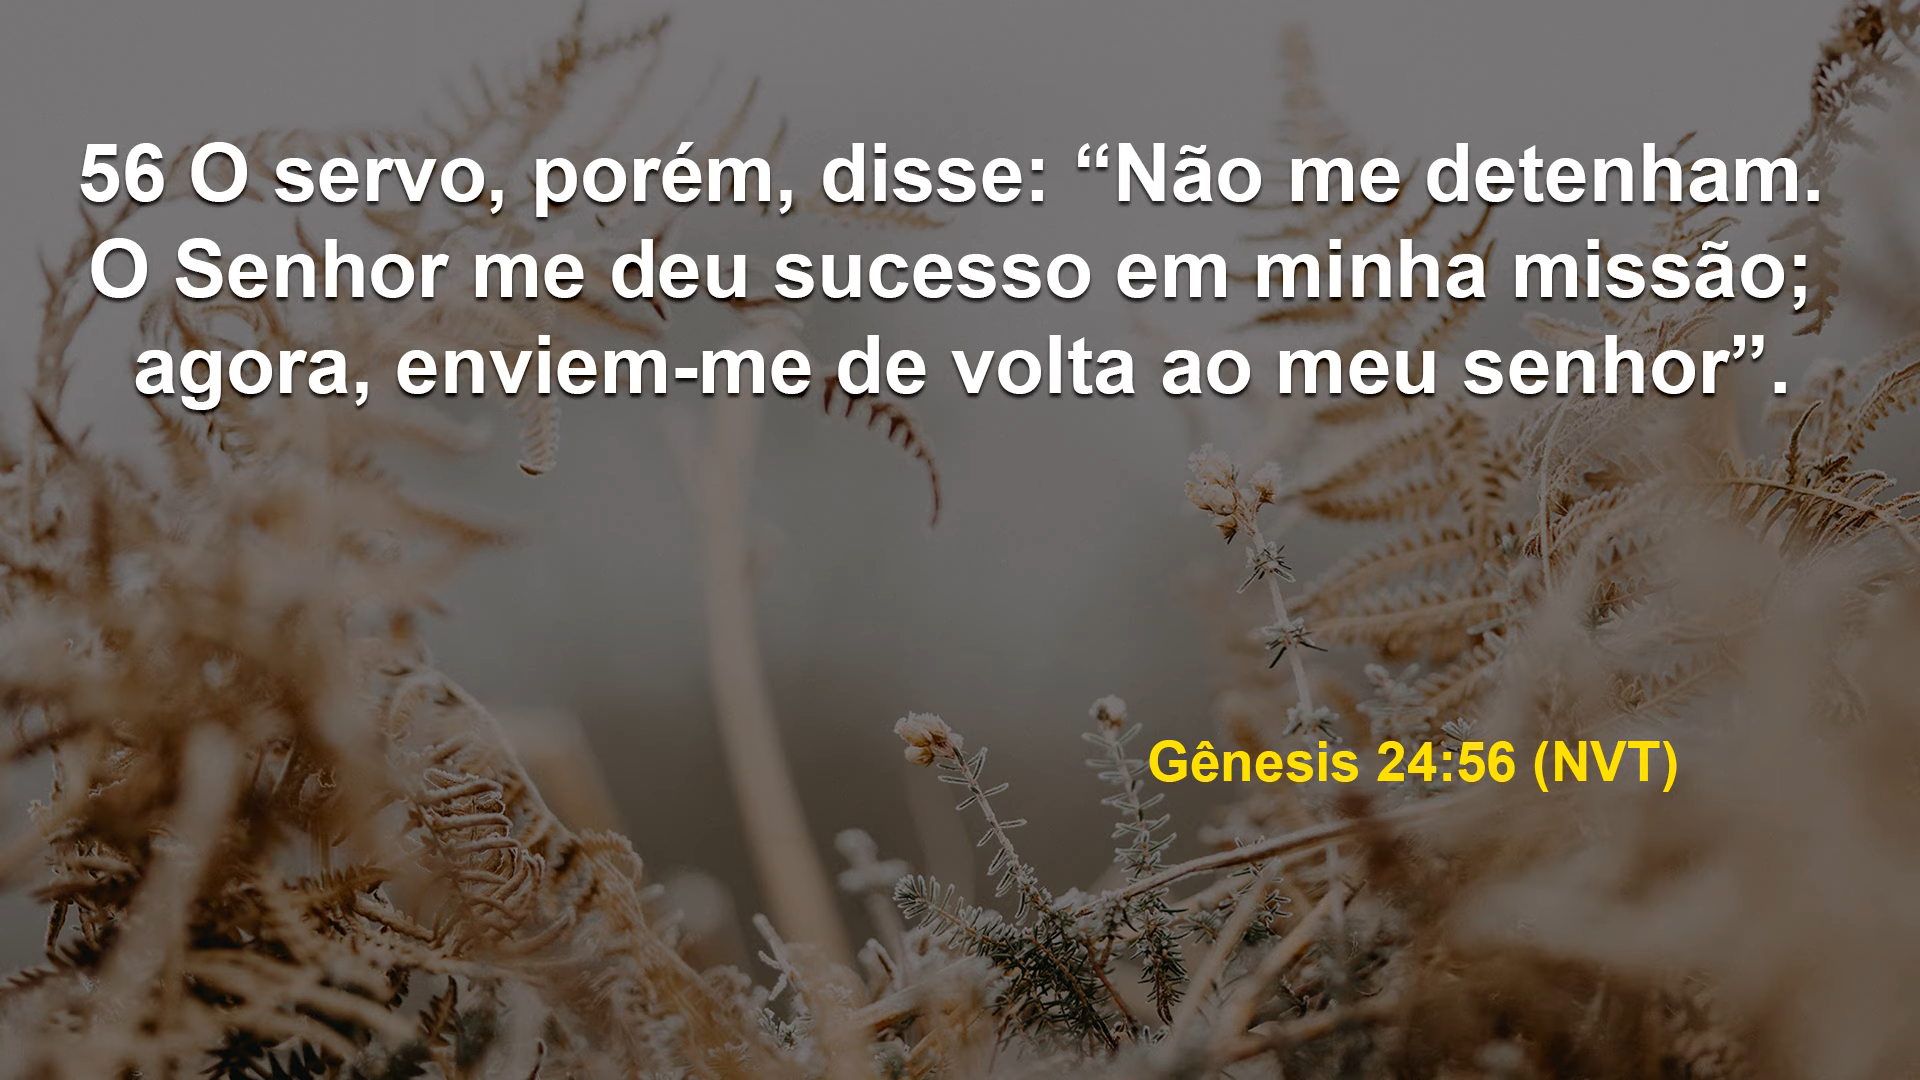 56 O servo, porém, disse: “Não me detenham.
O Senhor me deu sucesso em minha missão;
agora, enviem-me de volta ao meu senhor”.
Gênesis 24:56 (NVT)